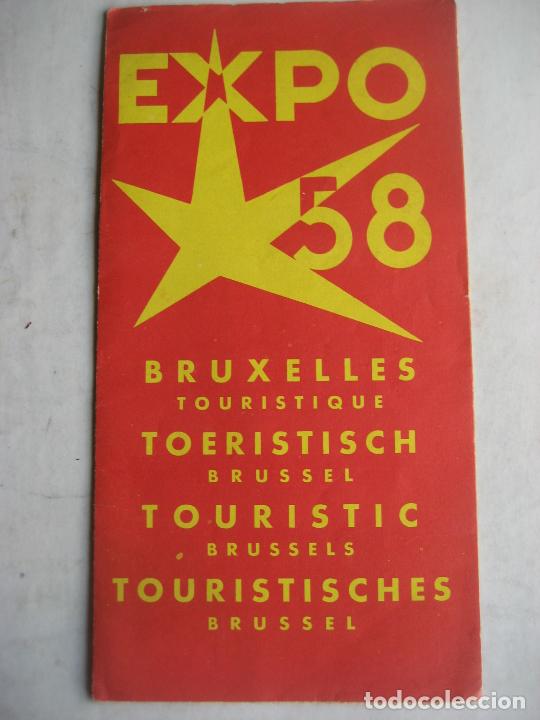 EXPO
58
BRUXELLES
TOURISTIQUE
TOERISTISCH
BRUSSEL
TOURISTIC
BRUSSELS
TOURISTISCHES
BRUSSEL
todocoleccion